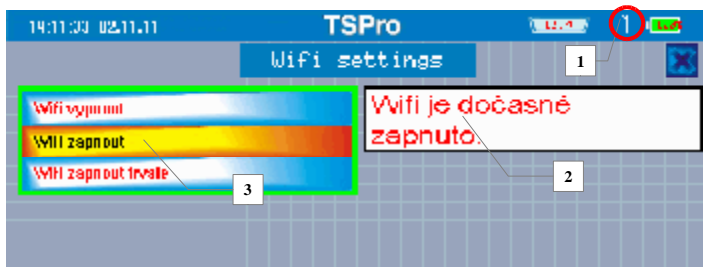 14:11:33 02.11.11
TSPro
1
Wifi settings
Wifi vypnout
Wifi zapnout
Wifi zapnout trvale
Wifi je dočasně
zapnuto.
3
2